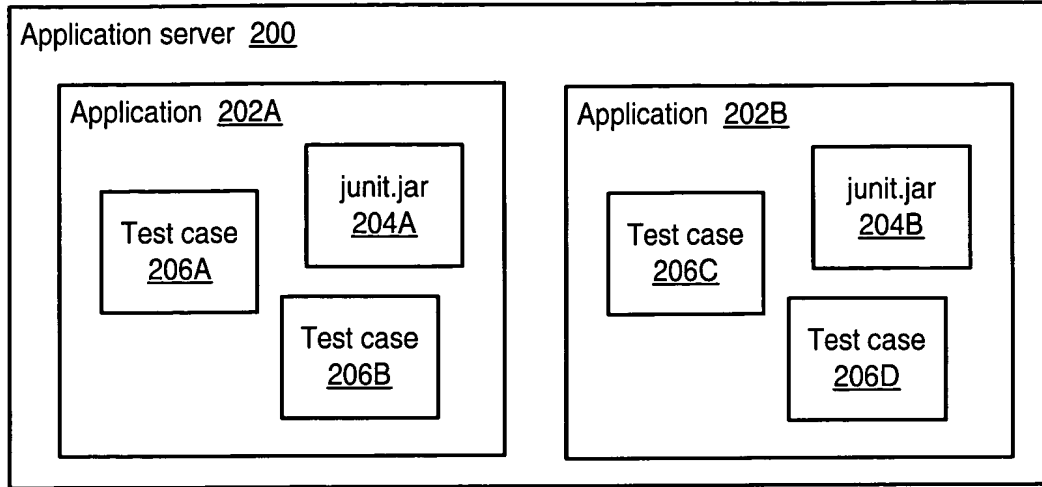 Application server 200
Application 202A
junit.jar
204A
Test case
206A
Test case
206B
Application 202B
junit.jar
204B
Test case
206C
Test case
206D